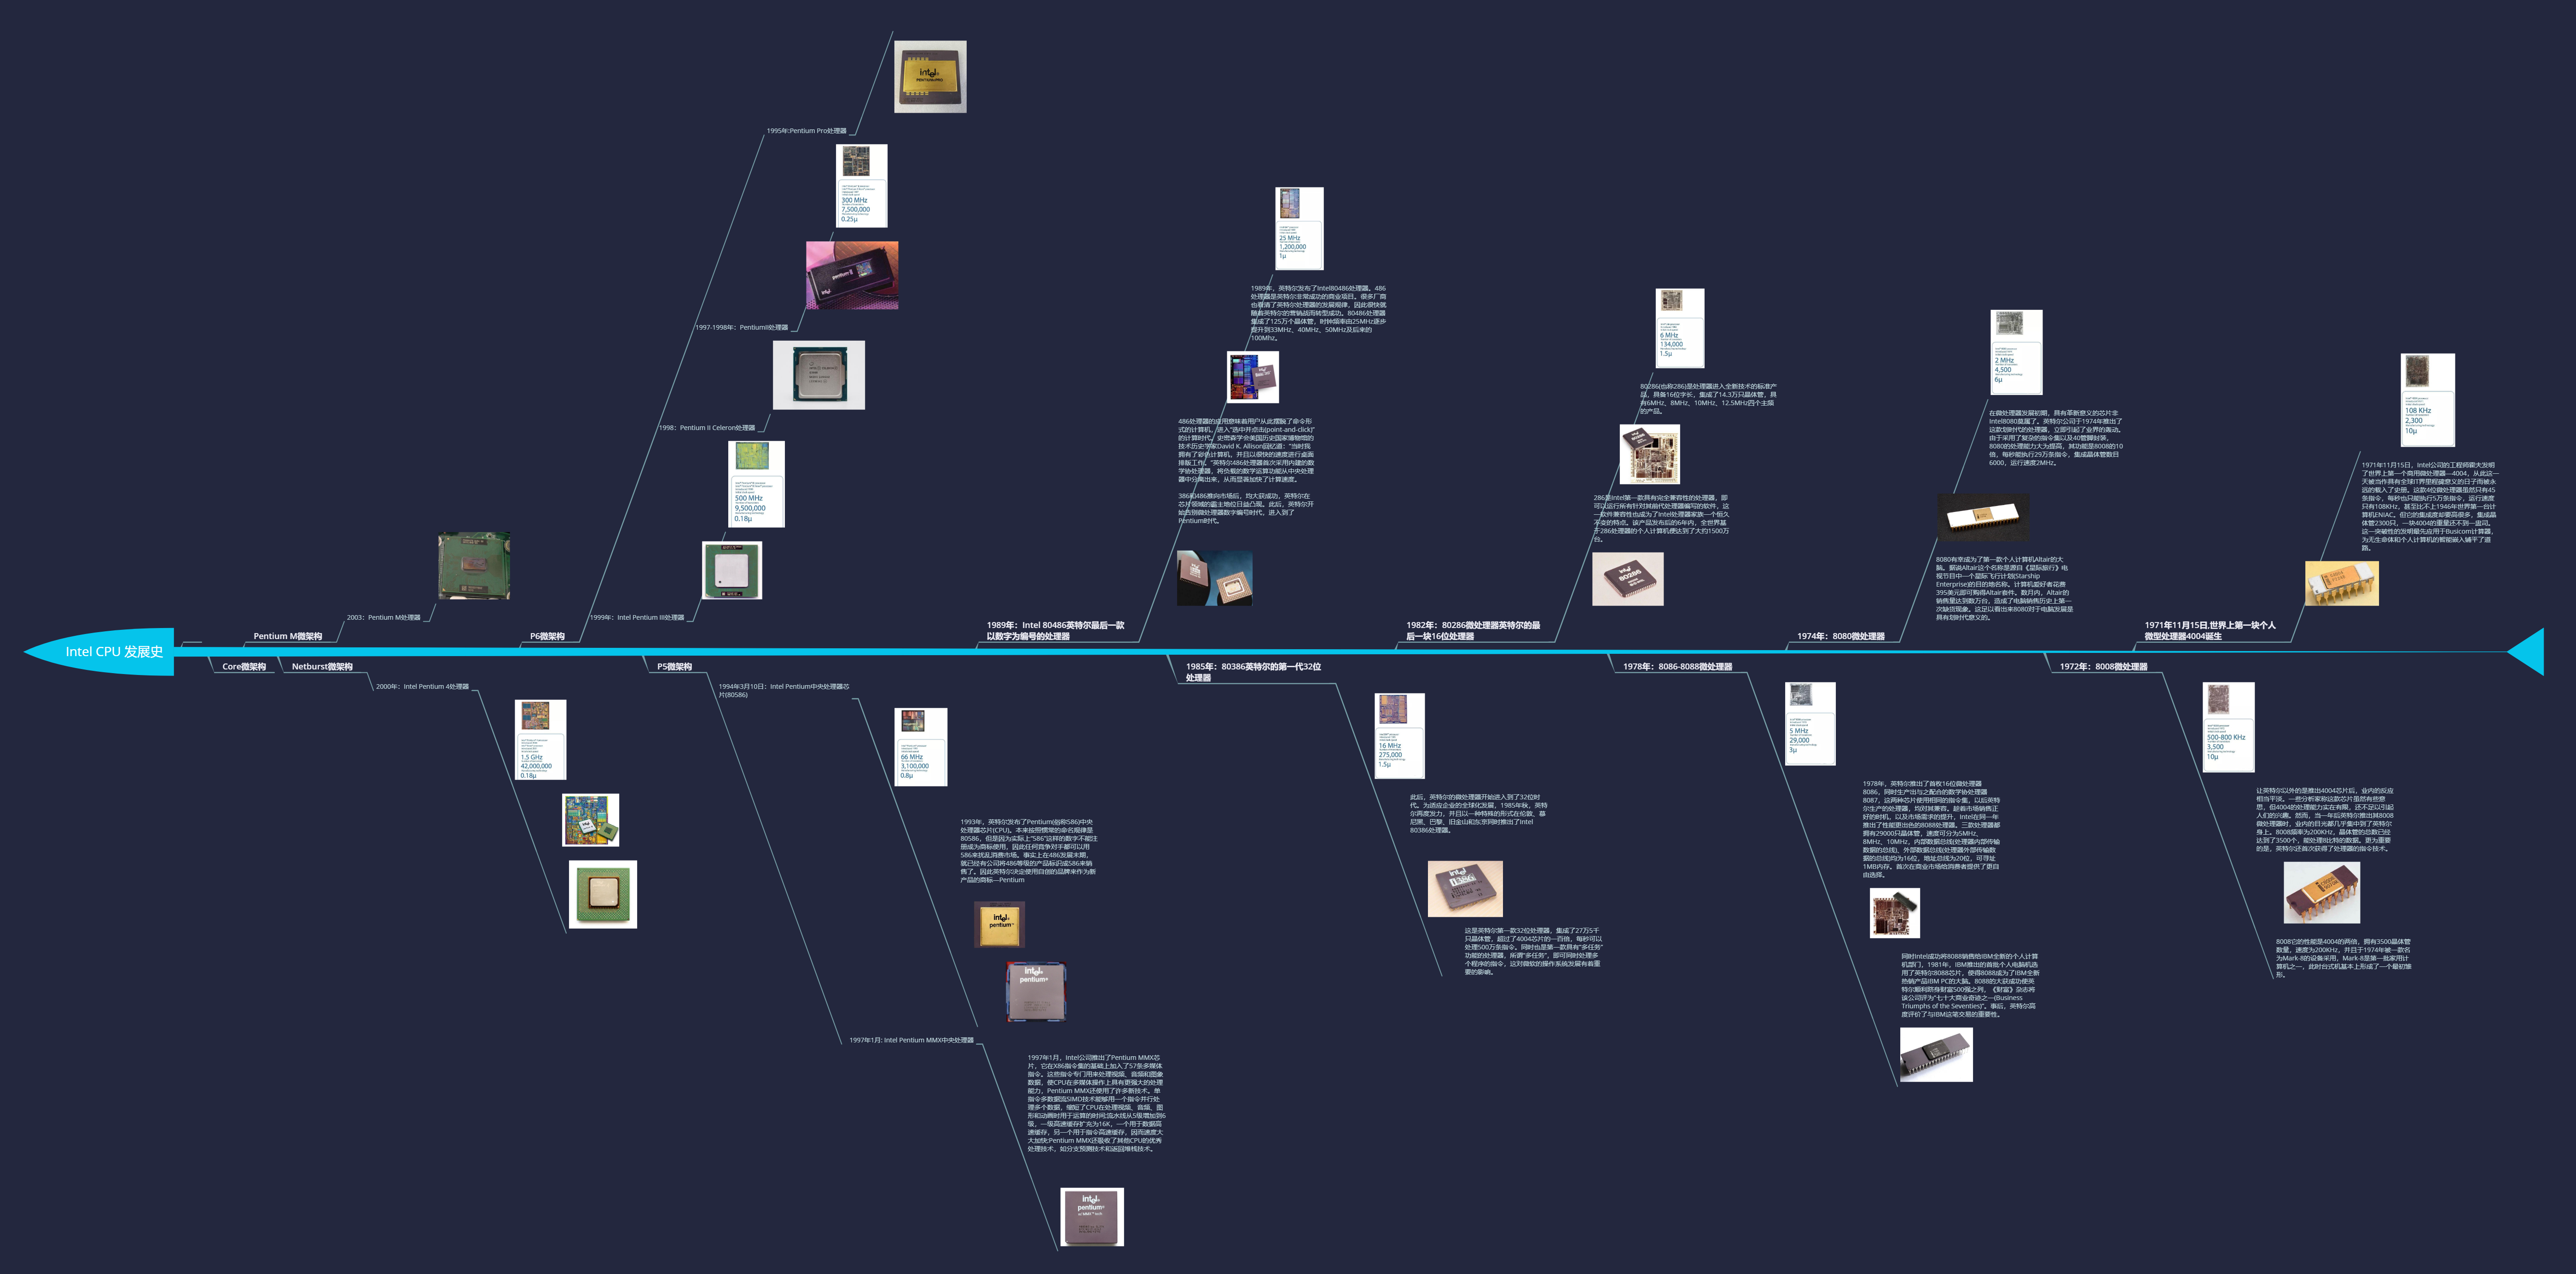 Intel CPU 发展史
Pentium M微架构
2003：Pentium M处理器
P6微架构
1995年:Pentium Pro处理器
intel
PENTIUM PRO
300 MHz
7,500,000
0.25μ
pentium II
intel
1997-1998年：PentiumII处理器
1998：Pentium II Celeron处理器
500 MHz
9,500,000
0.18μ
1999年：Intel Pentium III处理器
1989年：Intel 80486英特尔最后一款
以数字为编号的处理器
25 MHz
1,200,000
1μ
1989年，英特尔发布了Intel80486处理器。486
处理器是英特尔非常成功的商业项目。很多厂商
也看清了英特尔处理器的发展规律，因此很快就
随着英特尔的营销战而转型成功。80486处理器
集成了125万个晶体管，时钟频率由25MHz逐步
提升到33MHz、40MHz、50MHz及后来的
100Mhz。
486处理器的应用意味着用户从此摆脱了命令形
式的计算机，进入“选中并点击(point-and-click)”
的计算时代。史密森学会美国历史国家博物馆的
技术历史学家David K. Allison回忆道：“当时我
拥有了彩色计算机，并且以很快的速度进行桌面
排版工作。”英特尔486处理器首次采用内建的数
学协处理器，将负载的数学运算功能从中央处理
器中分离出来，从而显著加快了计算速度。
386和486推向市场后，均大获成功，英特尔在
芯片领域的霸主地位日益凸现。此后，英特尔开
始告别微处理器数字编号时代，进入到了
Pentium时代。
1982年：80286微处理器英特尔的最
后一块16位处理器
6 MHz
134,000
1.5μ
80286(也称286)是处理器进入全新技术的标准产
品，具备16位字长，集成了14.3万只晶体管，具
有6MHz、8MHz、10MHz、12.5MHz四个主频
的产品。
286是Intel第一款具有完全兼容性的处理器，即
可以运行所有针对其前代处理器编写的软件，这
一软件兼容性也成为了Intel处理器家族一个恒久
不变的特点。该产品发布后的6年内，全世界基
于286处理器的个人计算机便达到了大约1500万
台。
intel
80286
1974年：8080微处理器
2 MHz
4,500
6μ
在微处理器发展初期，具有革新意义的芯片非
Intel8080莫属了。英特尔公司于1974年推出了
这款划时代的处理器，立即引起了业界的轰动。
由于采用了复杂的指令集以及40管脚封装，
8080的处理能力大为提高，其功能是8008的10
倍，每秒能执行29万条指令，集成晶体管数目
6000，运行速度2MHz。
8080有幸成为了第一款个人计算机Altair的大
脑。据说Altair这个名称是源自《星际旅行》电
视节目中一个星际飞行计划(Starship
Enterprise)的目的地名称。计算机爱好者花费
395美元即可购得Altair套件。数月内，Altair的
销售量达到数万台，造成了电脑销售历史上第一
次缺货现象。这足以看出来8080对于电脑发展是
具有划时代意义的。
1971年11月15日,世界上第一块个人
微型处理器4004诞生
108 KHz
2,300
10μ
1971年11月15日，Intel公司的工程师霍夫发明
了世界上第一个商用微处理器—4004，从此这一
天被当作具有全球IT界里程碑意义的日子而被永
远的载入了史册。这款4位微处理器虽然只有45
条指令，每秒也只能执行5万条指令，运行速度
只有108KHz，甚至比不上1946年世界第一台计
算机ENIAC。但它的集成度却要高很多，集成晶
体管2300只，一块4004的重量还不到一盎司。
这一突破性的发明最先应用于Busicom计算器，
为无生命体和个人计算机的智能嵌入铺平了道
路。
Core微架构
Netburst微架构
2000年：Intel Pentium 4处理器
1.5 GHz
42,000,000
0.18μ
P5微架构
1994年3月10日：Intel Pentium中央处理器芯
片(80586)
66 MHz
3,100,000
0.8μ
1993年，英特尔发布了Pentium(俗称586)中央
处理器芯片(CPU)。本来按照惯常的命名规律是
80586，但是因为实际上“586”这样的数字不能注
册成为商标使用，因此任何竞争对手都可以用
586来扰乱消费市场。事实上在486发展末期，
就已经有公司将486等级的产品标识成586来销
售了。因此英特尔决定使用自创的品牌来作为新
产品的商标—Pentium
intel
pentium
intel
pentium
1997年1月: Intel Pentium MMX中央处理器
1997年1月，Intel公司推出了Pentium MMX芯
片，它在X86指令集的基础上加入了57条多媒体
指令。这些指令专门用来处理视频、音频和图象
数据，使CPU在多媒体操作上具有更强大的处理
能力，Pentium MMX还使用了许多新技术。单
指令多数据流SIMD技术能够用一个指令并行处
理多个数据，缩短了CPU在处理视频、音频、图
形和动画时用于运算的时间;流水线从5级增加到6
级，一级高速缓存扩充为16K，一个用于数据高
速缓存，另一个用于指令高速缓存，因而速度大
大加快;Pentium MMX还吸收了其他CPU的优秀
处理技术，如分支预测技术和返回堆栈技术。
intel
pentium
1985年：80386英特尔的第一代32位
处理器
16 MHz
275,000
1.5μ
此后，英特尔的微处理器开始进入到了32位时
代。为适应企业的全球化发展，1985年秋，英特
尔再度发力，并且以一种特殊的形式在伦敦、慕
尼黑、巴黎、旧金山和东京同时推出了Intel
80386处理器。
这是英特尔第一款32位处理器，集成了27万5千
只晶体管，超过了4004芯片的一百倍，每秒可以
处理500万条指令。同时也是第一款具有“多任务”
功能的处理器，所谓“多任务”，即可同时处理多
个程序的指令，这对微软的操作系统发展有着重
要的影响。
1978年：8086-8088微处理器
5 MHz
29,000
3μ
1978年，英特尔推出了首枚16位微处理器
8086，同时生产出与之配合的数学协处理器
8087，这两种芯片使用相同的指令集，以后英特
尔生产的处理器，均对其兼容。趁着市场销售正
好的时机，以及市场需求的提升，Intel在同一年
推出了性能更出色的8088处理器。三款处理器都
拥有29000只晶体管，速度可分为5MHz、
8MHz、10MHz，内部数据总线(处理器内部传输
数据的总线)、外部数据总线(处理器外部传输数
据的总线)均为16位，地址总线为20位，可寻址
1MB内存。首次在商业市场给消费者提供了更自
由选择。
同时Intel成功将8088销售给IBM全新的个人计算
机部门，1981年，IBM推出的首批个人电脑机选
用了英特尔8088芯片，使得8088成为了IBM全新
热销产品IBM PC的大脑。8088的大获成功使英
特尔顺利跻身财富500强之列，《财富》杂志将
该公司评为“七十大商业奇迹之一(Business
Triumphs of the Seventies)”。事后，英特尔高
度评价了与IBM这笔交易的重要性。
1972年：8008微处理器
500-800 KHz
3,500
10μ
让英特尔以外的是推出4004芯片后，业内的反应
相当平淡。一些分析家称这款芯片虽然有些意
思，但4004的处理能力实在有限，还不足以引起
人们的兴趣。然而，当一年后英特尔推出其8008
微处理器时，业内的目光都几乎集中到了英特尔
身上。8008频率为200KHz，晶体管的总数已经
达到了3500个，能处理8比特的数据。更为重要
的是，英特尔还首次获得了处理器的指令技术。
8008它的性能是4004的两倍，拥有3500晶体管
数量，速度为200KHz，并日于1974年被一款名
为Mark-8的设备采用，Mark-8是第一批家用计
算机之一，此时台式机基本上形成了一个最初雏
形。